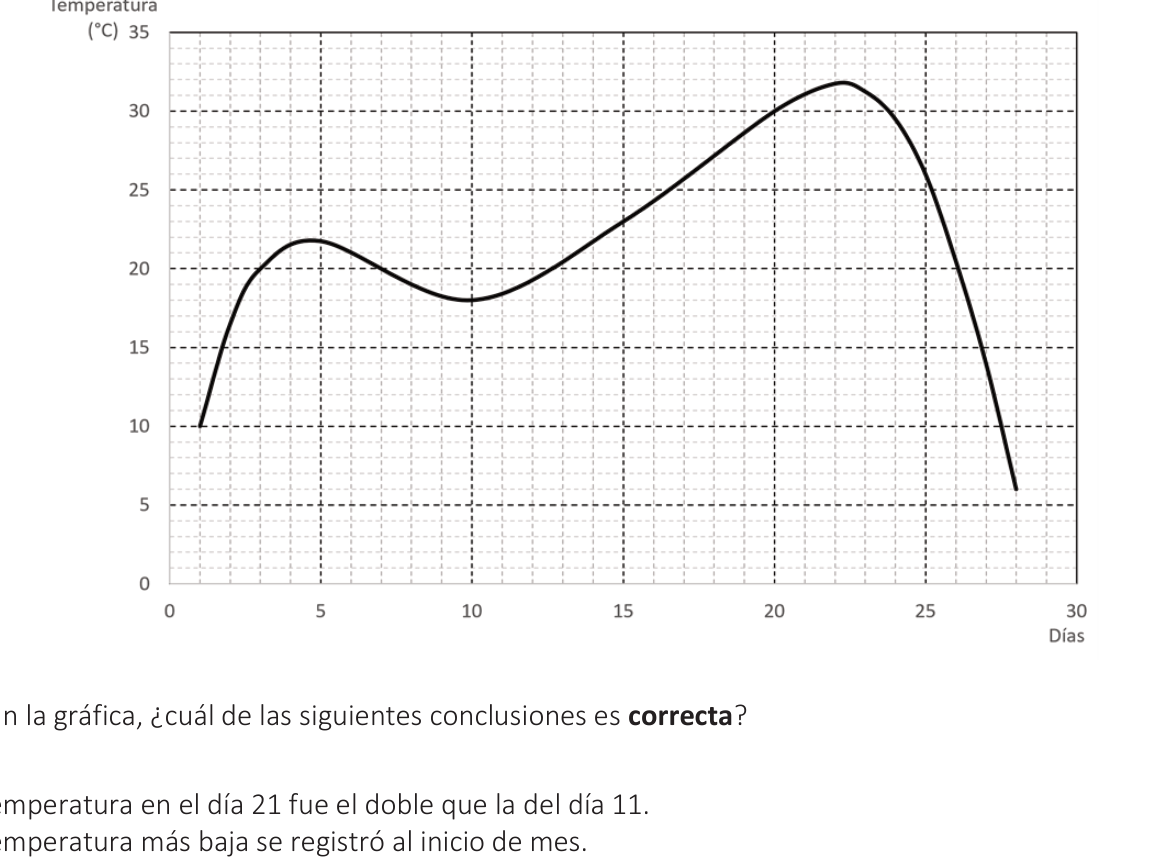 Temperatura
(°C) 35
30
25
20
15
10
5
0
0 5 10 15 20 25 30
Días
n la gráfica, ¿cuál de las siguientes conclusiones es correcta?
emperatura en el día 21 fue el doble que la del día 11.
emperatura más baja se registró al inicio de mes.